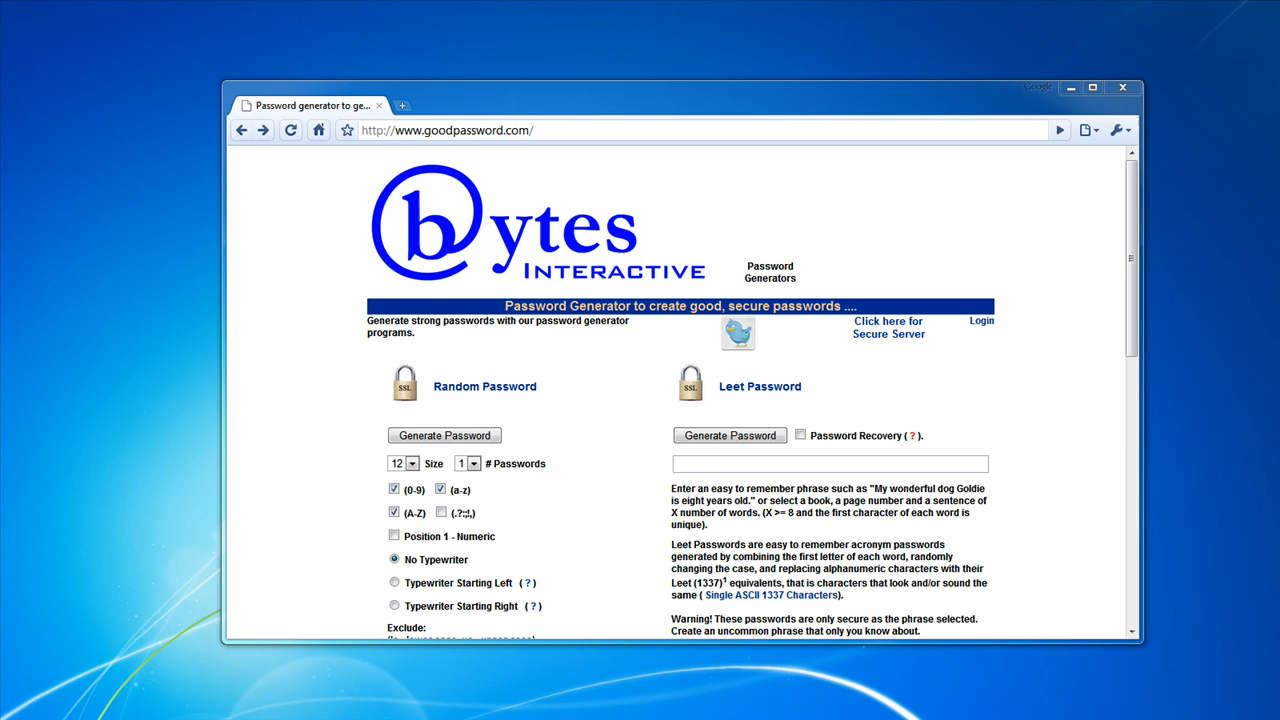 Google
Password generator to ge...
http://www.goodpassword.com/
bytes
INTERACTIVE
Password
Generators
Password Generator to create good, secure passwords ....
Generate strong passwords with our password generator
programs.
Click here for
Secure Server
Login
SSL
Random Password
Generate Password
12 Size 1 # Passwords
(0-9) (a-z)
(A-Z) (.?:;!,)
Position 1 - Numeric
No Typewriter
Typewriter Starting Left ( ? )
Typewriter Starting Right ( ? )
Exclude:
SSL
Leet Password
Generate Password Password Recovery ( ? ).
Enter an easy to remember phrase such as "My wonderful dog Goldie
is eight years old." or select a book, a page number and a sentence of
X number of words. (X >= 8 and the first character of each word is
unique).
Leet Passwords are easy to remember acronym passwords
generated by combining the first letter of each word, randomly
changing the case, and replacing alphanumeric characters with their
Leet (1337)1 equivalents, that is characters that look and/or sound the
same ( Single ASCII 1337 Characters).
Warning! These passwords are only secure as the phrase selected.
Create an uncommon phrase that only you know about.